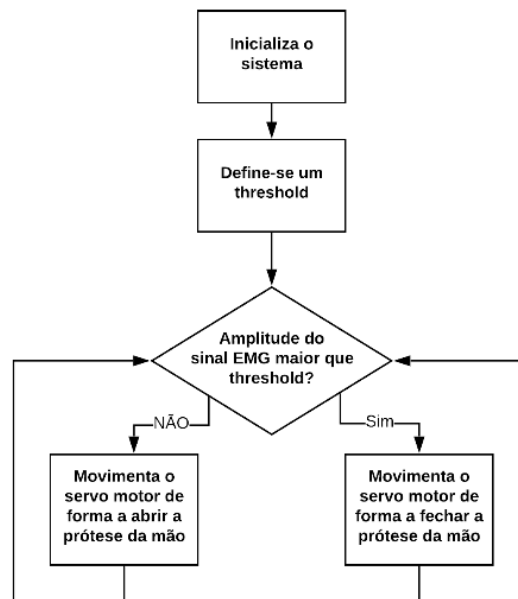 Inicializa o
sistema
Define-se um
threshold
Amplitude do
sinal EMG maior que
threshold?
NÃO
Sim
Movimenta o
servo motor de
forma a abrir a
prótese da mão
Movimenta o
servo motor de
forma a fechar a
prótese da mão